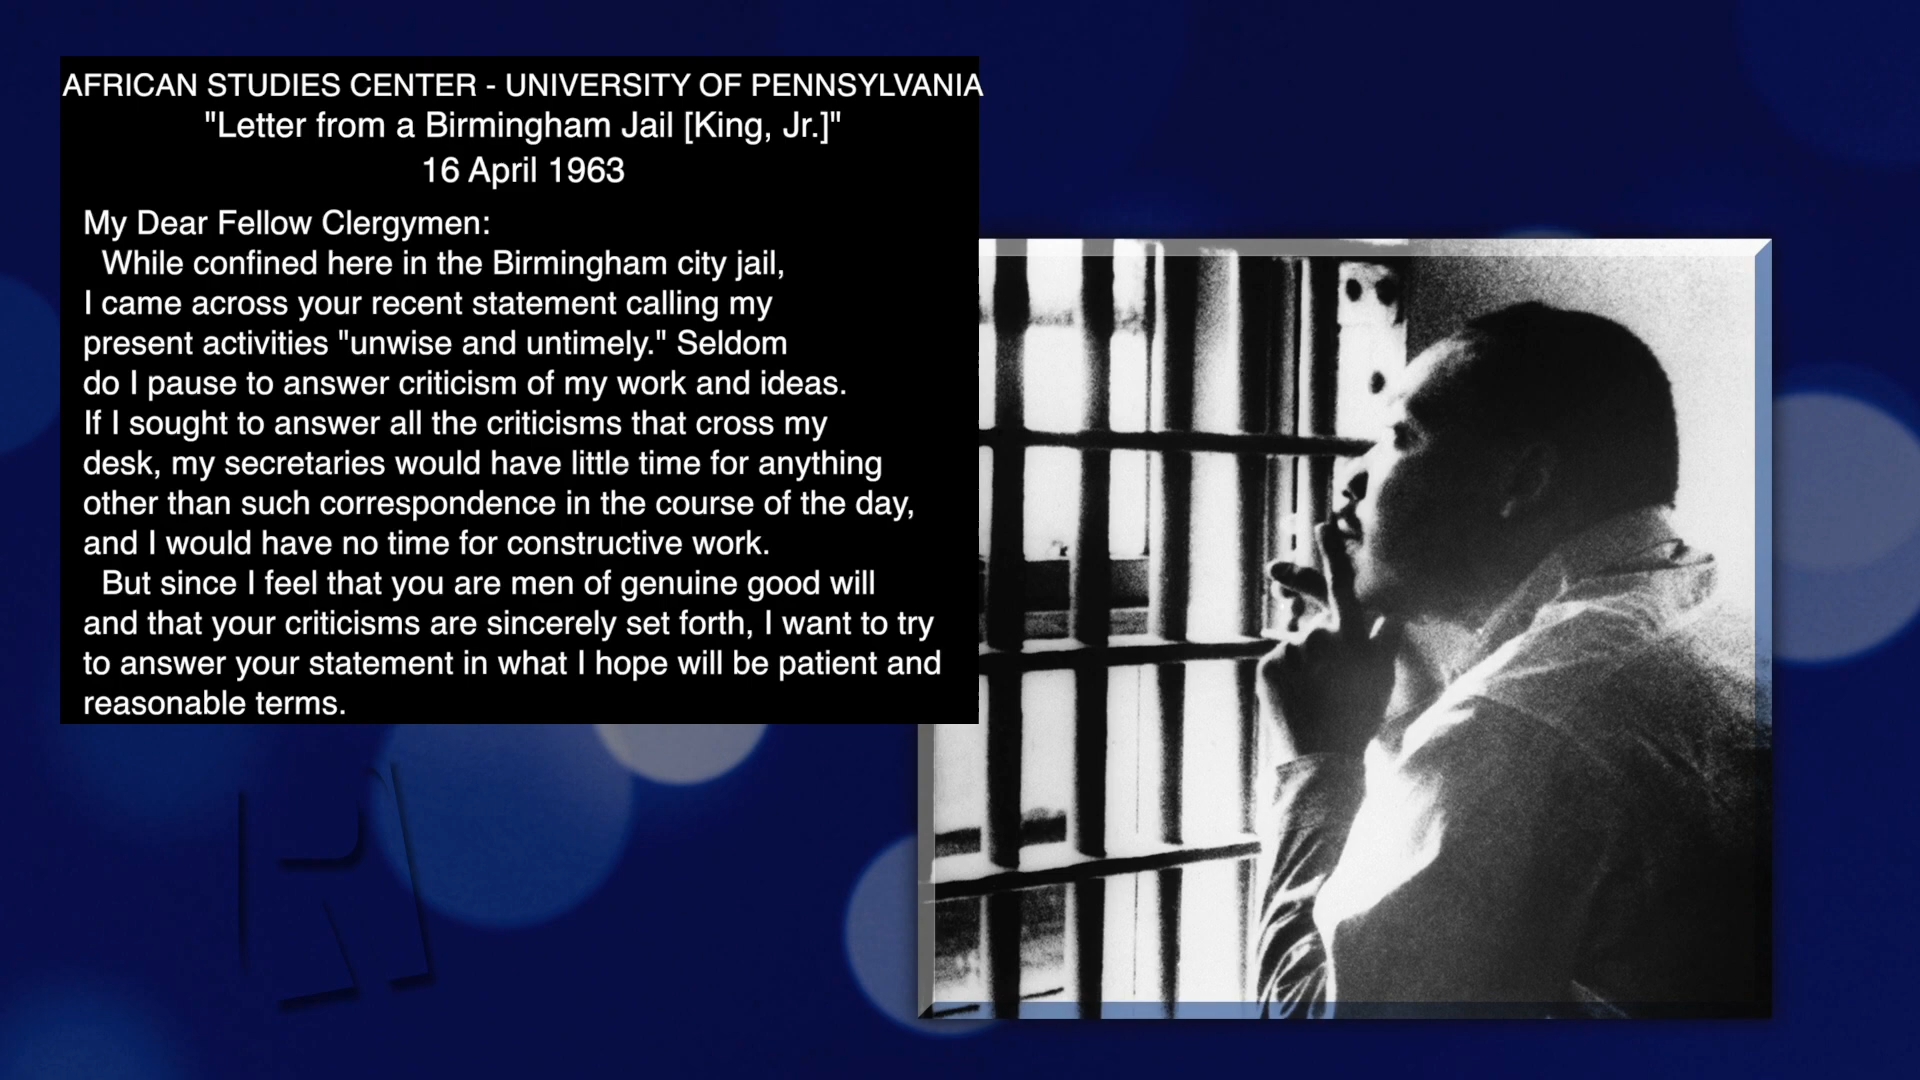 AFRICAN STUDIES CENTER - UNIVERSITY OF PENNSYLVANIA
"Letter from a Birmingham Jail [King, Jr.]"
16 April 1963
My Dear Fellow Clergymen:
While confined here in the Birmingham city jail,
I came across your recent statement calling my
present activities "unwise and untimely." Seldom
do I pause to answer criticism of my work and ideas.
If I sought to answer all the criticisms that cross my
desk, my secretaries would have little time for anything
other than such correspondence in the course of the day,
and I would have no time for constructive work.
But since I feel that you are men of genuine good will
and that your criticisms are sincerely set forth, I want to try
to answer your statement in what I hope will be patient and
reasonable terms.